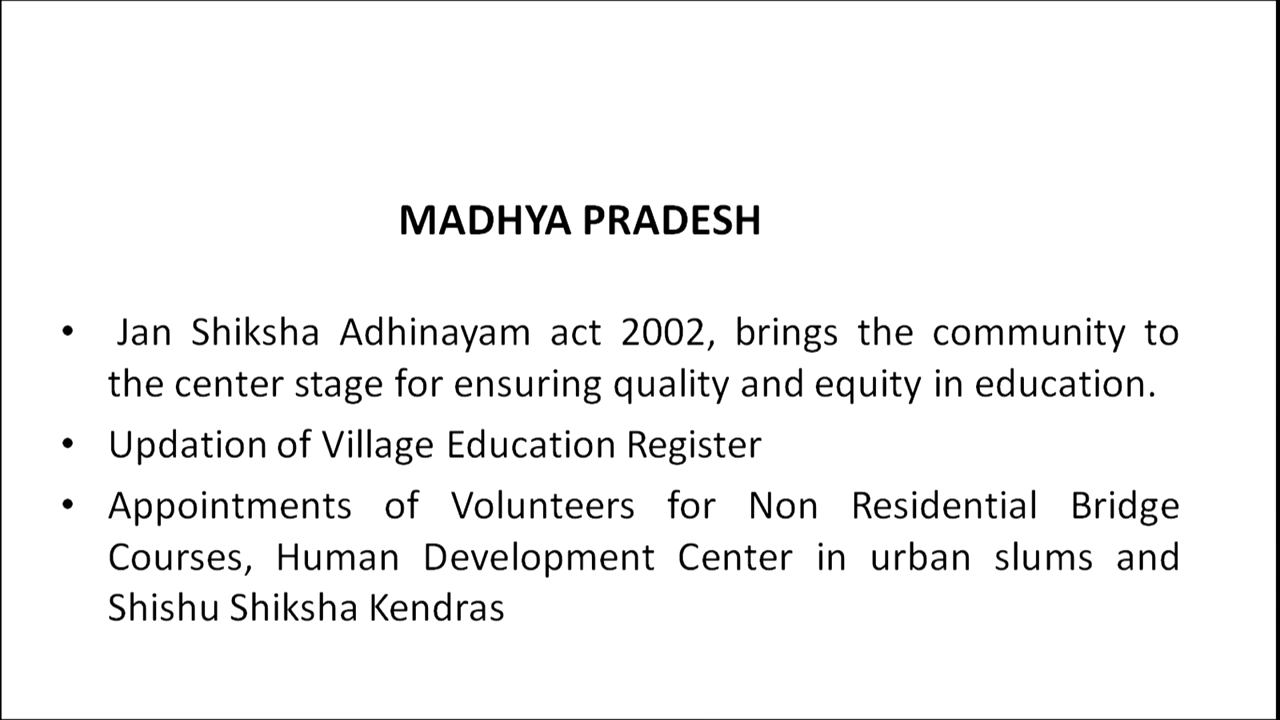 MADHYA PRADESH
• Jan Shiksha Adhinayam act 2002, brings the community to
the center stage for ensuring quality and equity in education.
• Updation of Village Education Register
• Appointments of Volunteers for Non Residential Bridge
Courses, Human Development Center in urban slums and
Shishu Shiksha Kendras